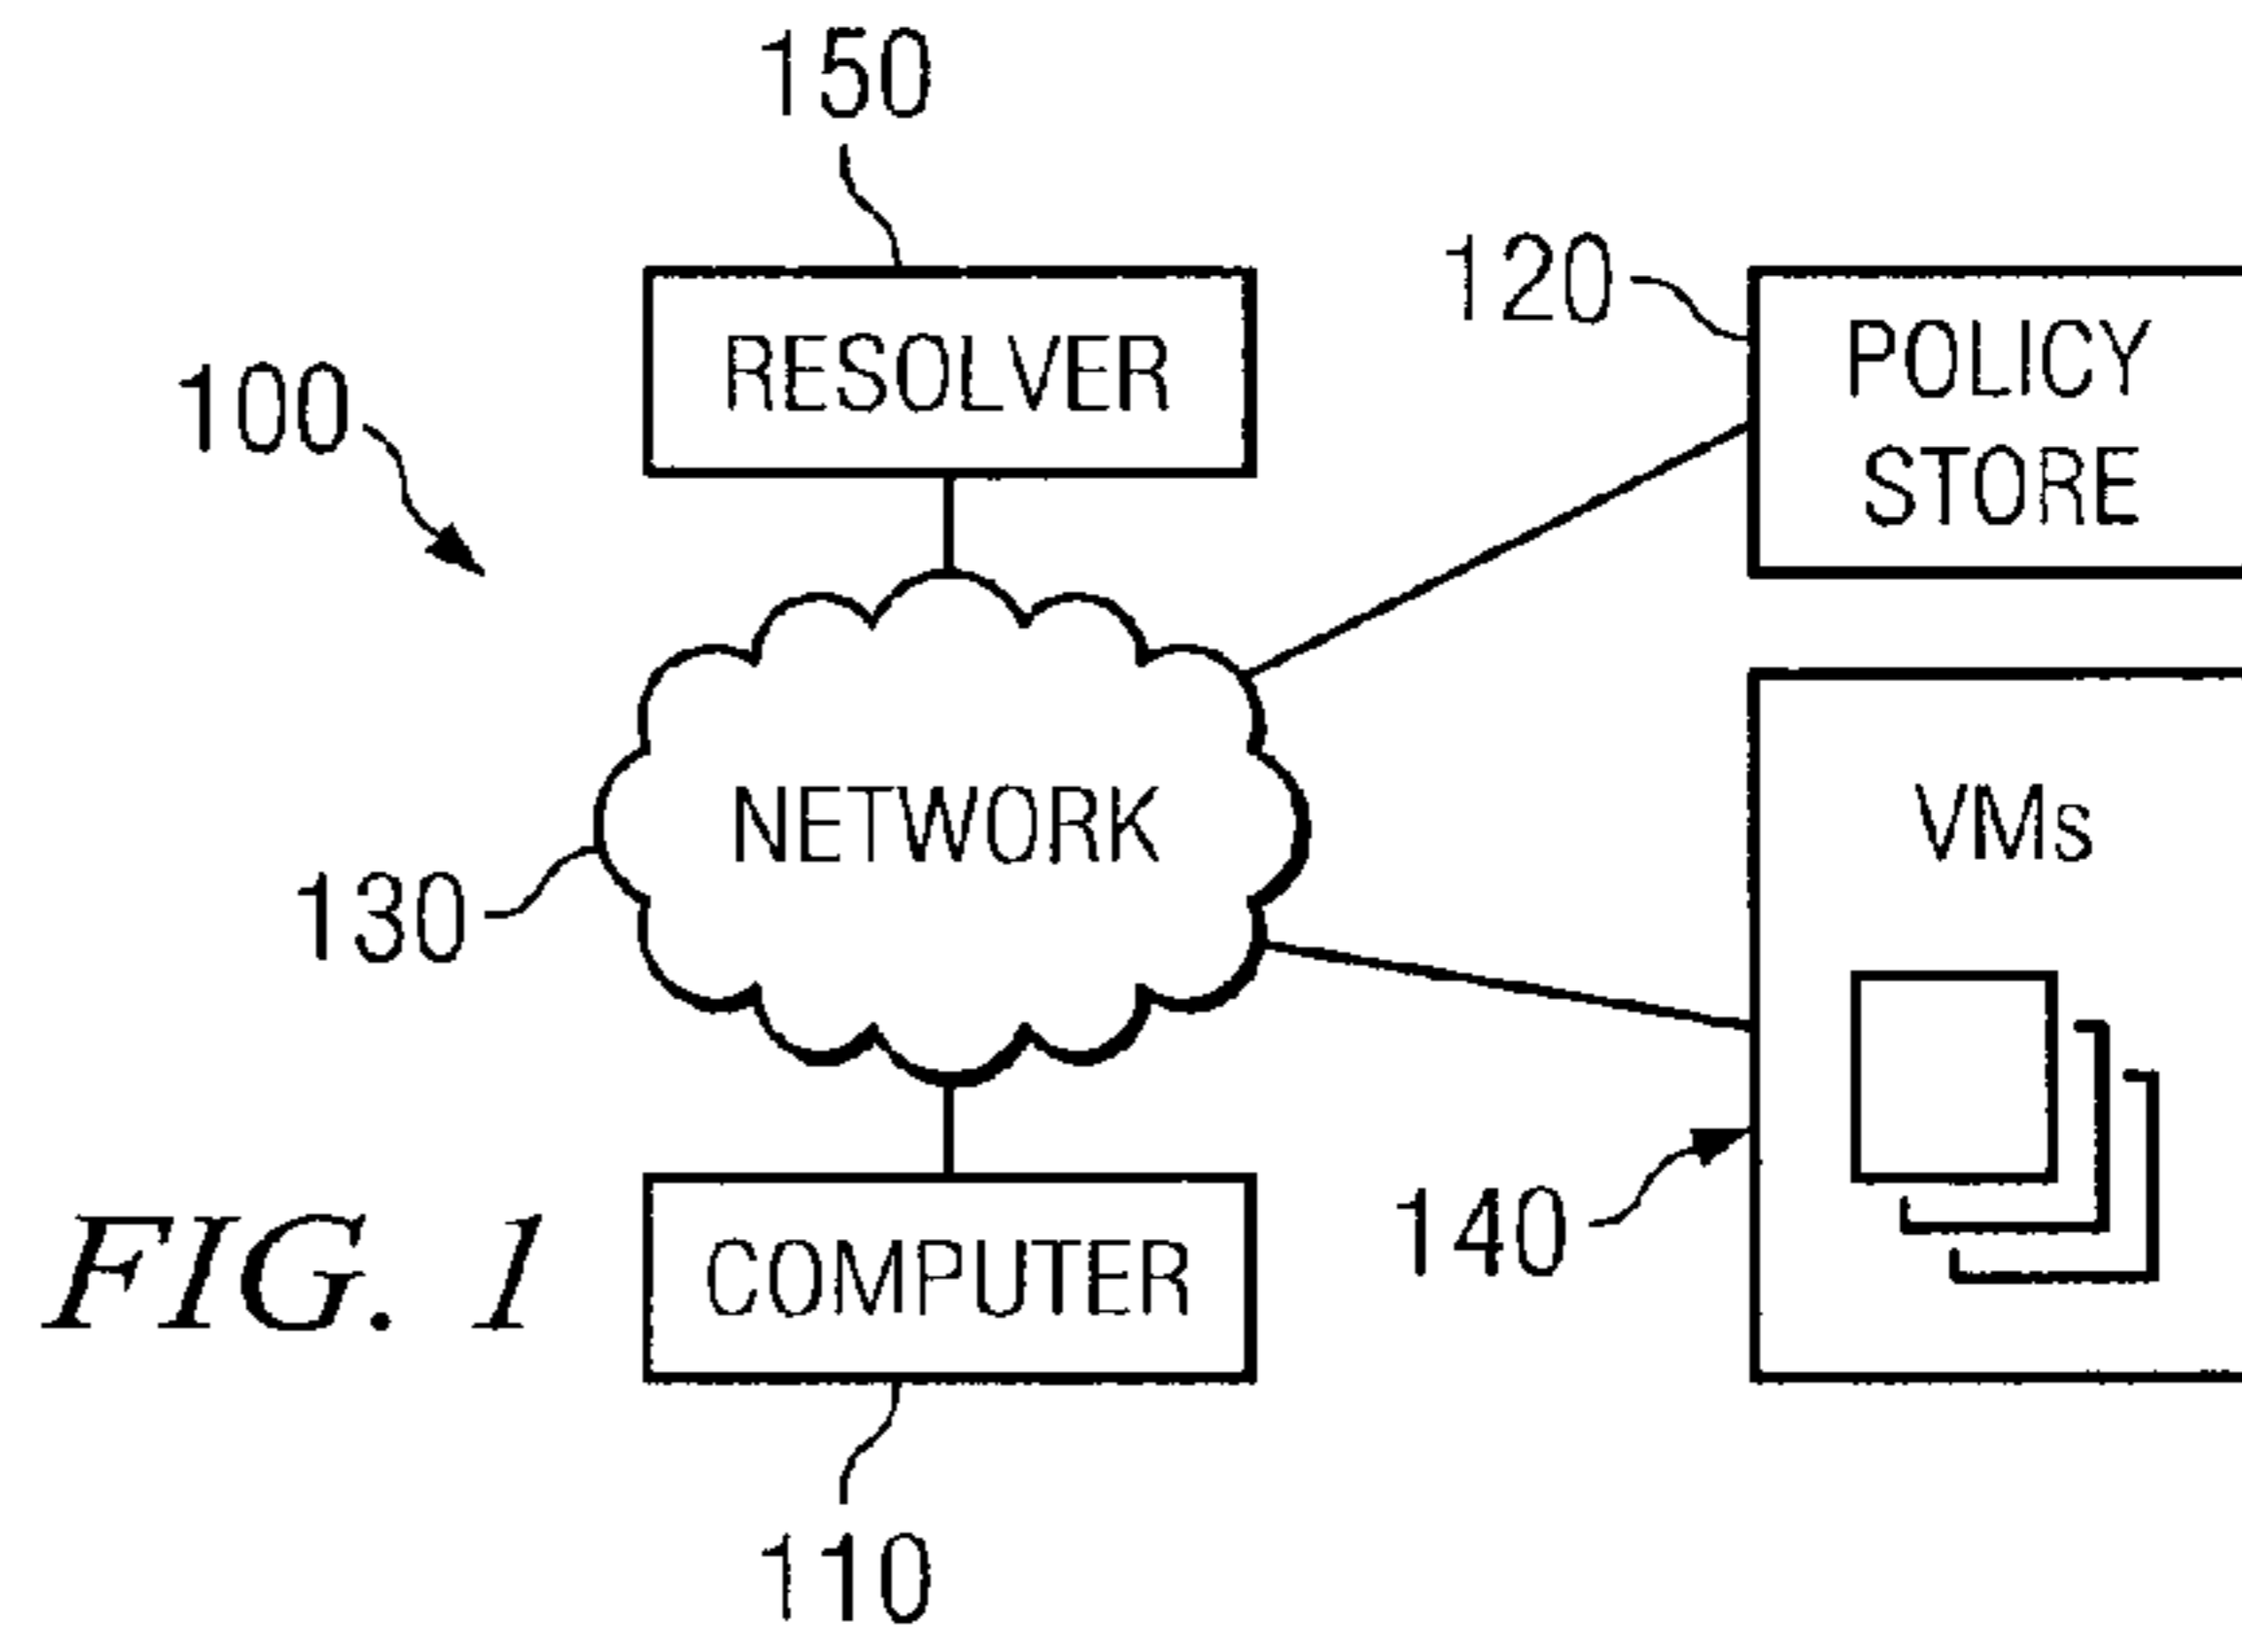 150
RESOLVER
120
POLICY
STORE
100
NETWORK
130
VMs
140
COMPUTER
110
FIG. 1